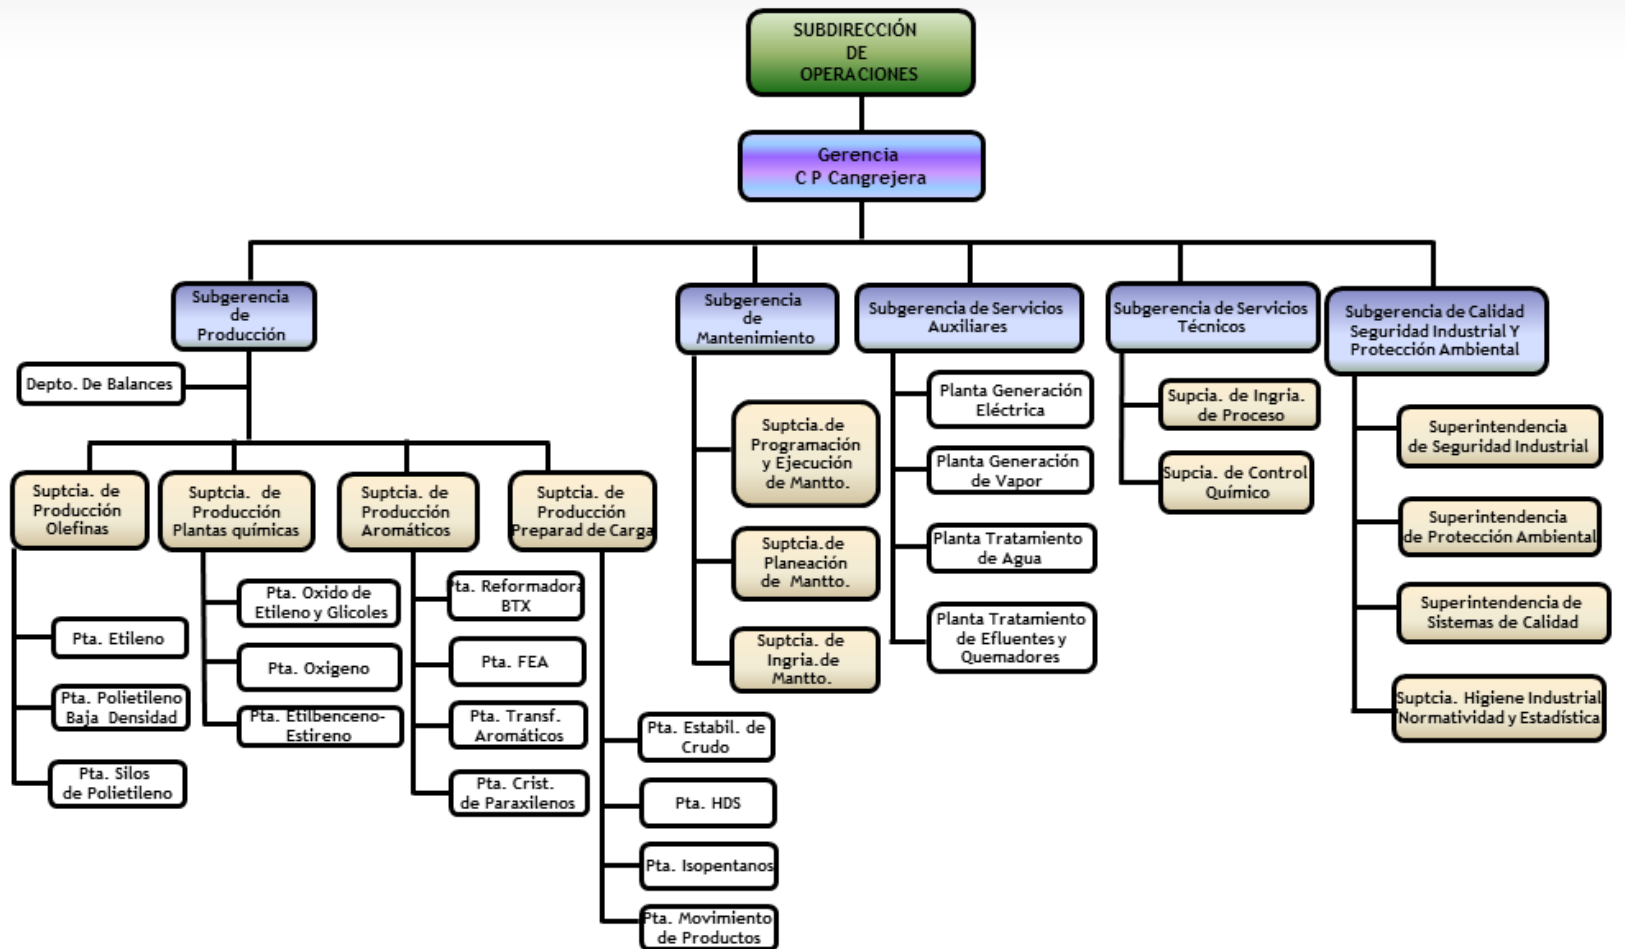 SUBDIRECCIÓN
DE
OPERACIONES
Gerencia
C P Cangrejera
Subgerencia
de
Producción
Subgerencia
de
Mantenimiento
Subgerencia de Servicios
Auxiliares
Subgerencia de Servicios
Técnicos
Subgerencia de Calidad
Seguridad Industrial Y
Protección Ambiental
Depto. De Balances
Suptcia. de
Producción
Olefinas
Suptcia. de
Producción
Plantas químicas
Suptcia. de
Producción
Aromáticos
Suptcia. de
Producción
Preparad de Carga
Pta. Etileno
Pta. Polietileno
Baja Densidad
Pta. Silos
de Polietileno
Pta. Oxido de
Etileno y Glicoles
Pta. Oxigeno
Pta. Etilbenceno-
Estireno
Pta. Reformadora
BTX
Pta. FEA
Pta. Transf.
Aromáticos
Pta. Crist.
de Paraxilenos
Pta. Estabil. de
Crudo
Pta. HDS
Pta. Isopentanos
Pta. Movimiento
de Productos
Suptcia.de
Programación
y Ejecución
de Mantto.
Suptcia.de
Planeación
de Mantto.
Suptcia. de
Ingria.de
Mantto.
Planta Generación
Eléctrica
Planta Generación
de Vapor
Planta Tratamiento
de Agua
Planta Tratamiento
de Efluentes y
Quemadores
Supcia. de Ingria.
de Proceso
Supcia. de Control
Químico
Superintendencia
de Seguridad Industrial
Superintendencia
de Protección Ambiental
Superintendencia de
Sistemas de Calidad
Suptcia. Higiene Industrial
Normatividad y Estadística